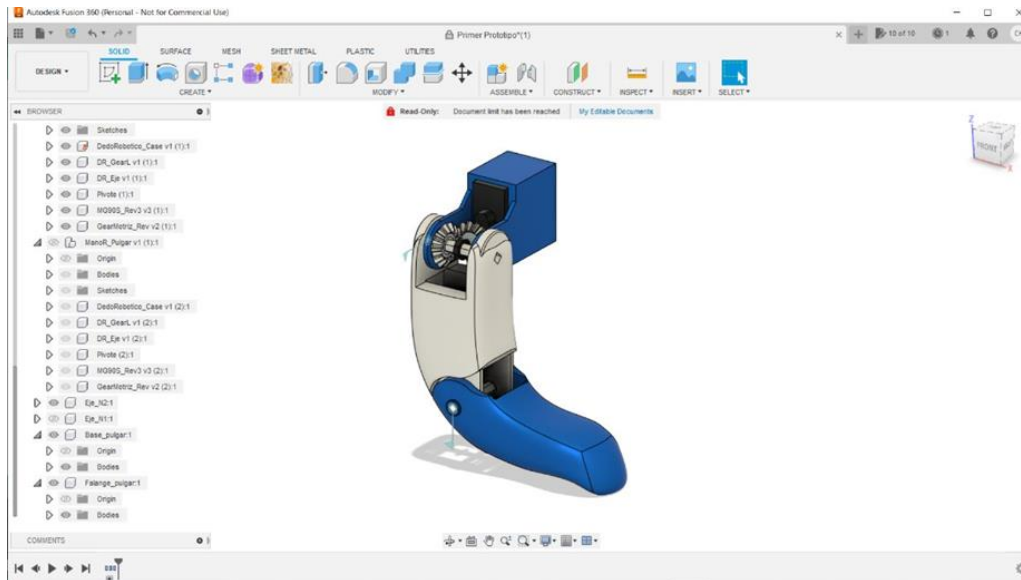 Autodesk Fusion 360 (Personal - Not for Commercial Use)
Primer Prototipo*(1)
10 of 10
1
SOLID SURFACE MESH SHEET METAL PLASTIC UTILITIES
DESIGN
CREATE MODIFY ASSEMBLE CONSTRUCT INSPECT INSERT SELECT
BROWSER
Read-Only: Document limit has been reached My Editable Documents
Z
FRONT
X
Sketches
DedoRobotico_Case v1 (1):1
DR_GearL v1 (1):1
DR_Eje v1 (1):1
Pivote (1):1
MG90S_Rev3 v3 (1):1
GearMotriz_Rev v2 (1):1
ManoR_Pulgar v1 (1):1
Origin
Bodies
Sketches
DedoRobotico_Case v1 (2):1
DR_GearL v1 (2):1
DR_Eje v1 (2):1
Pivote (2):1
MG90S_Rev3 v3 (2):1
GearMotriz_Rev v2 (2):1
Eje_N2:1
Eje_N1:1
Base_pulgar:1
Origin
Bodies
Falange_pulgar:1
Origin
Bodies
COMMENTS